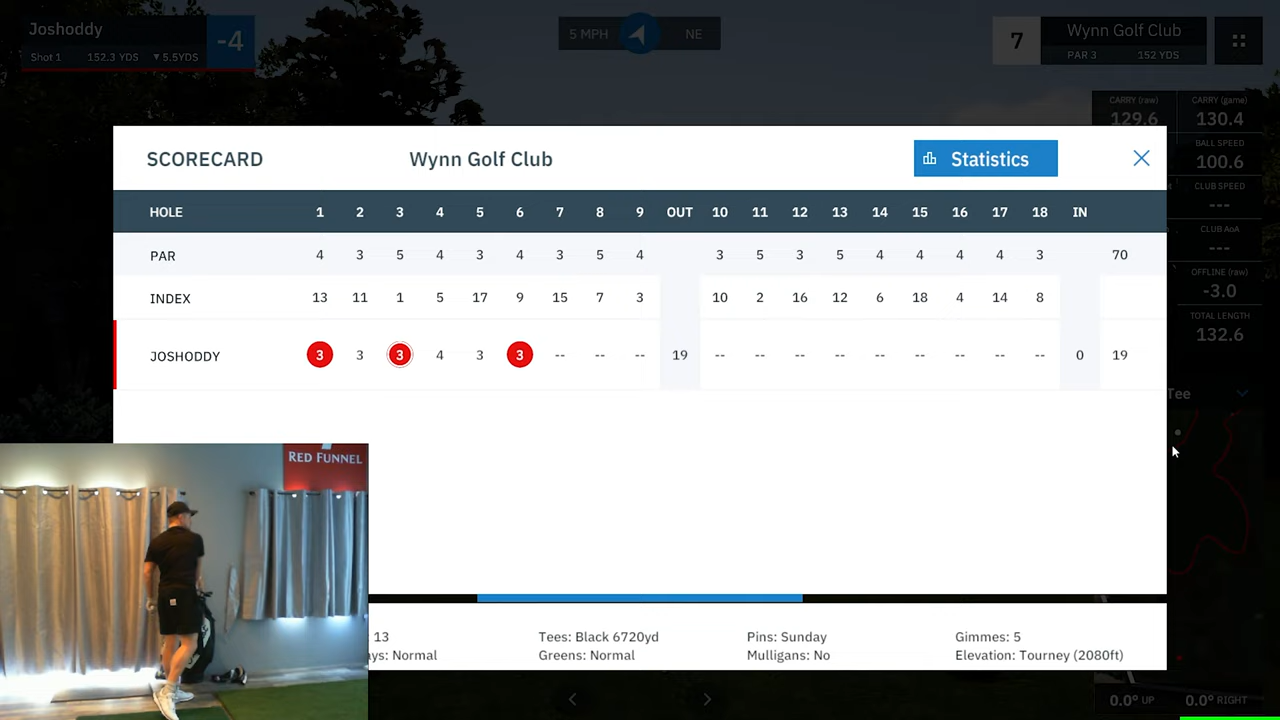 Joshoddy
-4
Shot 1 152.3 YDS ▼5.5YDS
5 MPH NE
7
Wynn Golf Club
PAR 3 152 YDS
CARRY (raw) CARRY (game)
129.6 130.4
BALL SPEED
100.6
CLUB SPEED
---
CLUB AoA
---
OFFLINE (raw)
-3.0
TOTAL LENGTH
132.6
Tee
SCORECARD Wynn Golf Club Statistics
HOLE 1 2 3 4 5 6 7 8 9 OUT 10 11 12 13 14 15 16 17 18 IN
PAR 4 3 5 4 3 4 3 5 4 3 5 3 5 4 4 4 4 3 70
INDEX 13 11 1 5 17 9 15 7 3 10 2 16 12 6 18 4 14 8
JOSHODDY 3 3 3 4 3 3 -- -- -- 19 -- -- -- -- -- -- -- -- -- 0 19
RED FUNNEL
13 Tees: Black 6720yd Pins: Sunday Gimmes: 5
ays: Normal Greens: Normal Mulligans: No Elevation: Tourney (2080ft)
0.0° UP 0.0° RIGHT